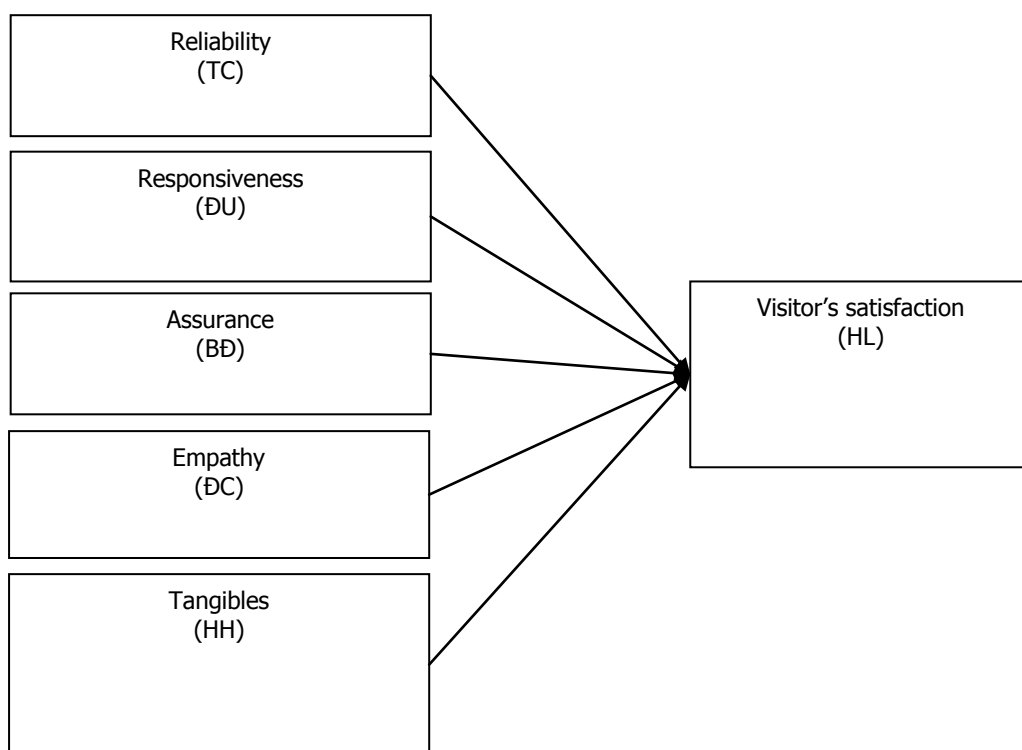 Reliability
(TC)
Responsiveness
(ĐU)
Assurance
(BĐ)
Empathy
(ĐC)
Tangibles
(HH)
Visitor’s satisfaction
(HL)